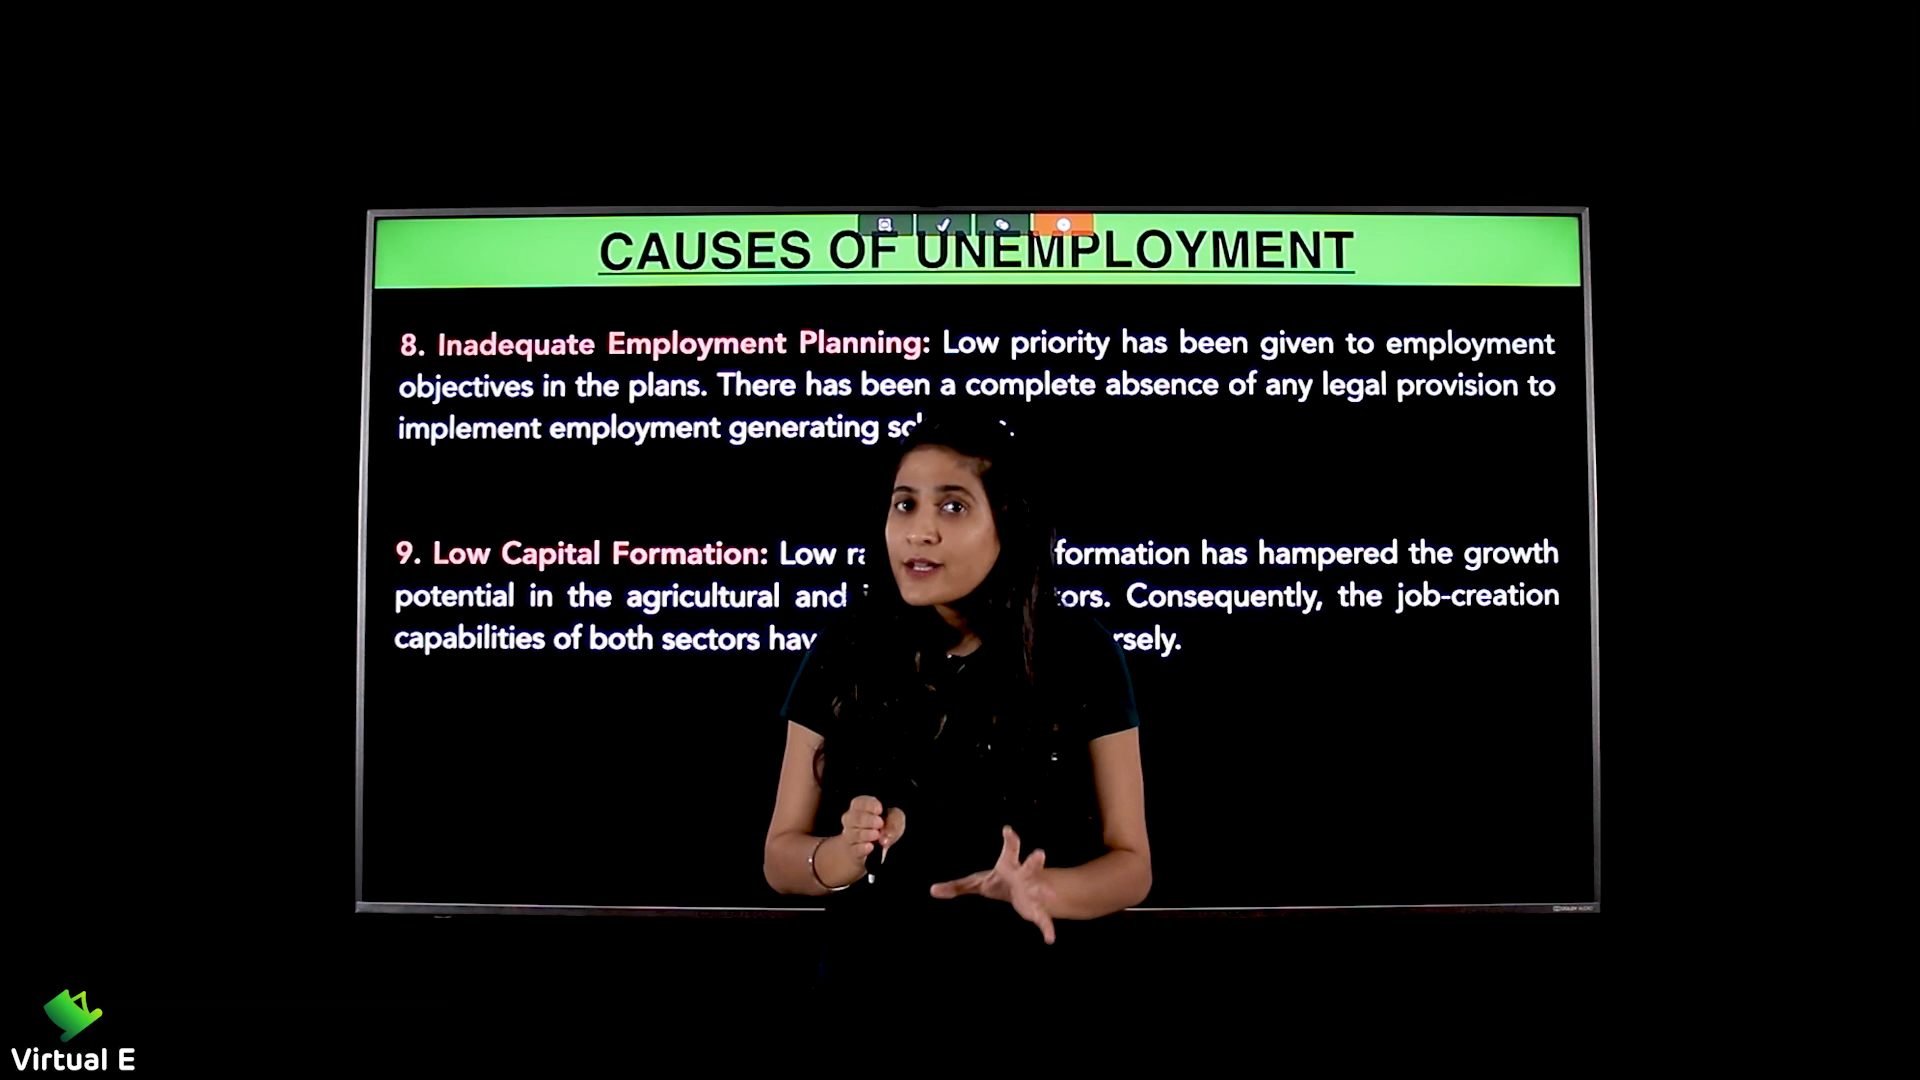 CAUSES OF UNEMPLOYMENT
8. Inadequate Employment Planning: Low priority has been given to employment
objectives in the plans. There has been a complete absence of any legal provision to
implement employment generating
9. Low Capital Formation: Low formation has hampered the growth
potential in the agricultural and Consequently, the job-creation
capabilities of both sectors
Virtual E